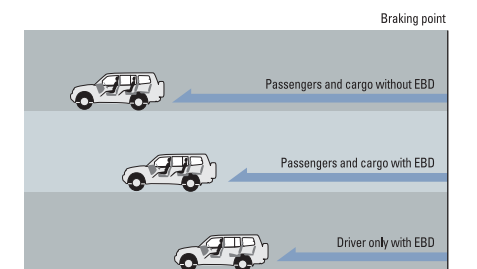 Braking point
Passengers and cargo without EBD
Passengers and cargo with EBD
Driver only with EBD